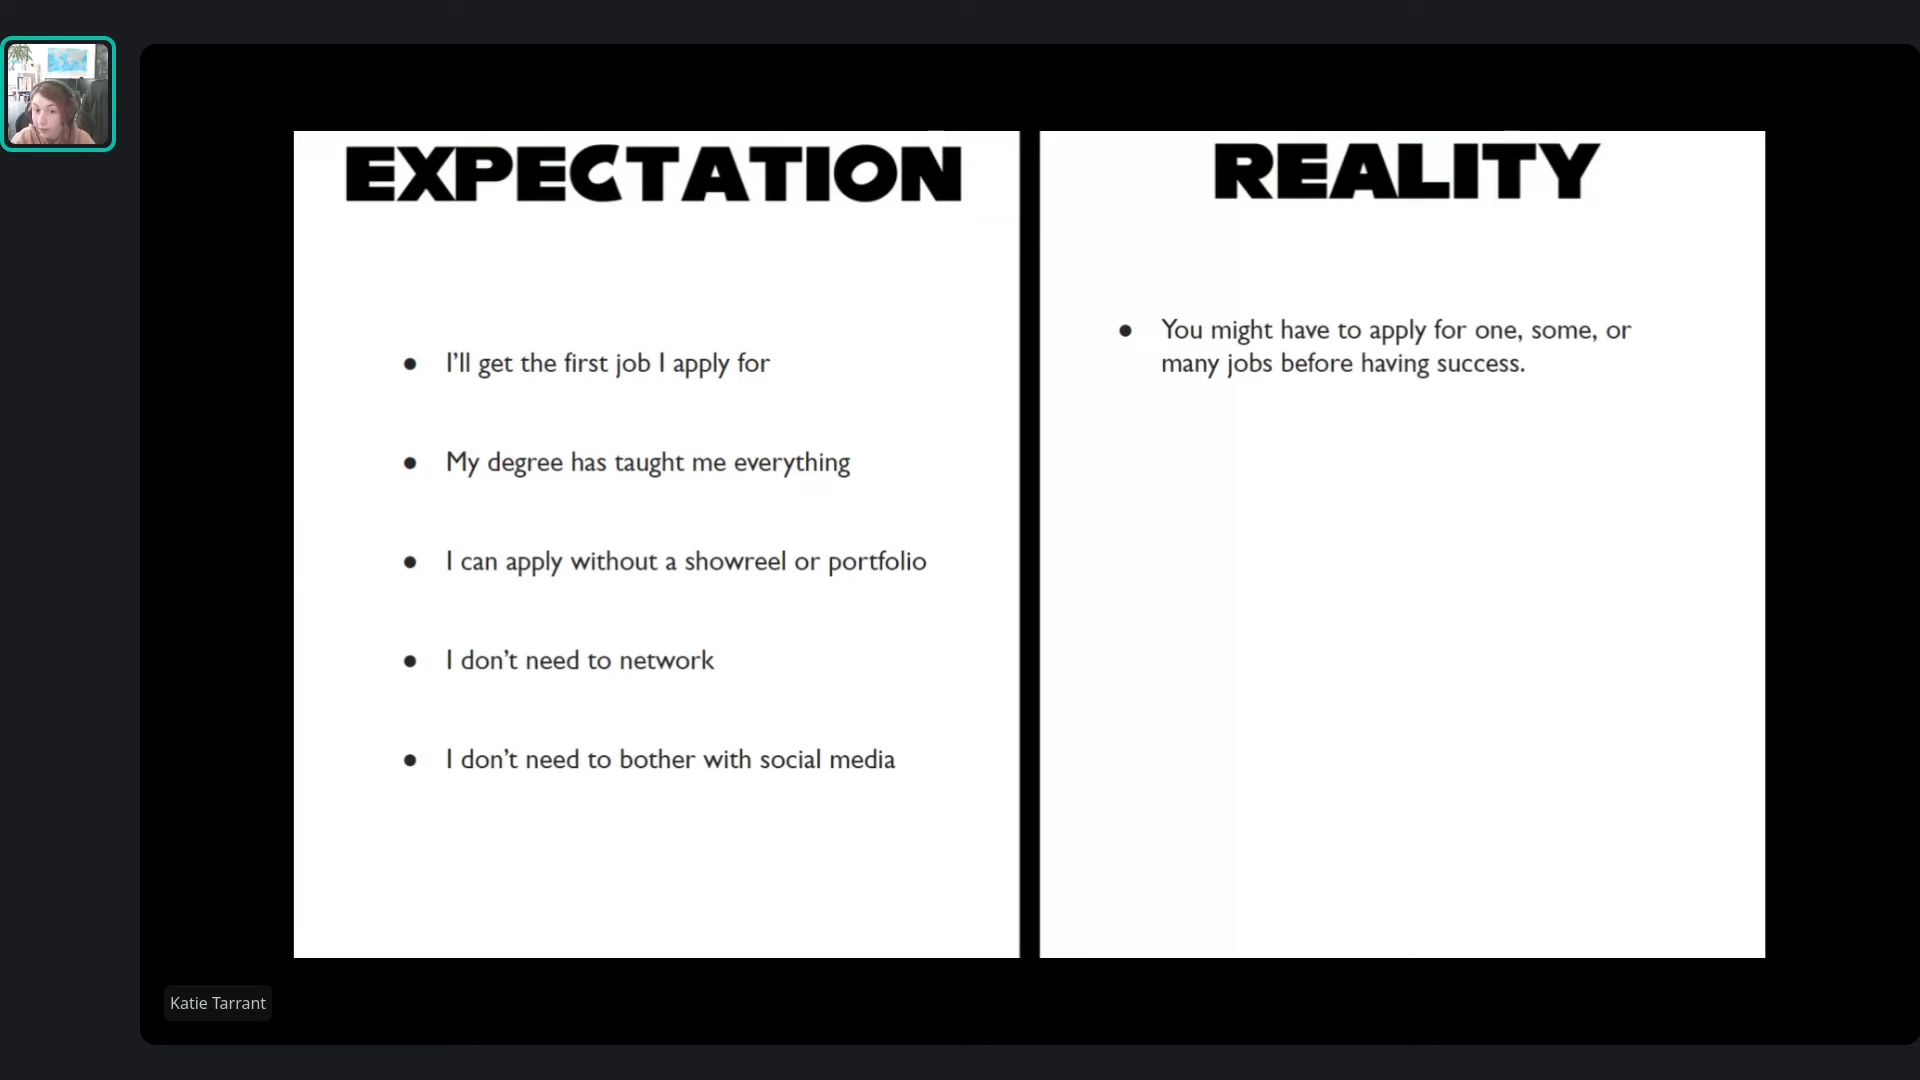 EXPECTATION
• I’ll get the first job I apply for
• My degree has taught me everything
• I can apply without a showreel or portfolio
• I don’t need to network
• I don’t need to bother with social media
REALITY
• You might have to apply for one, some, or
many jobs before having success.
Katie Tarrant